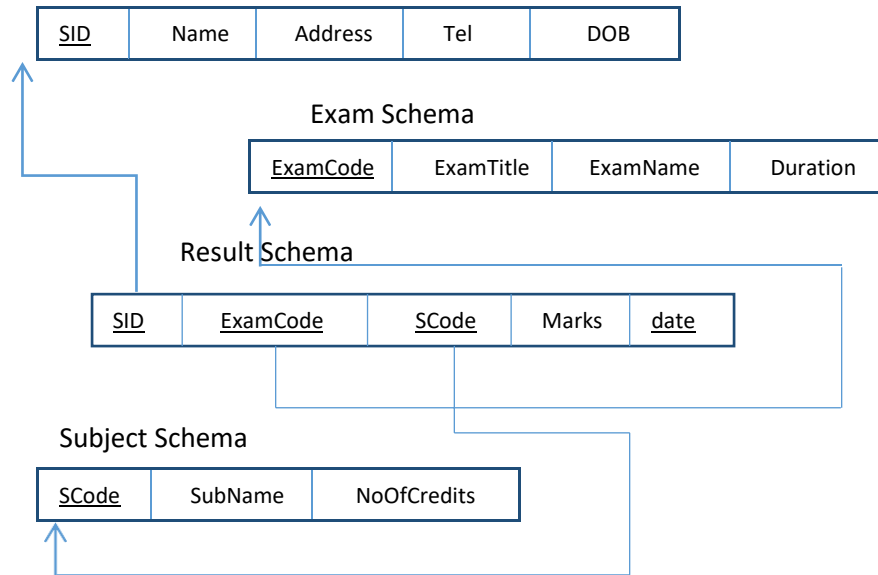 SID Name Address Tel DOB
Exam Schema
ExamCode ExamTitle ExamName Duration
Result Schema
SID ExamCode SCode Marks date
Subject Schema
SCode SubName NoOfCredits